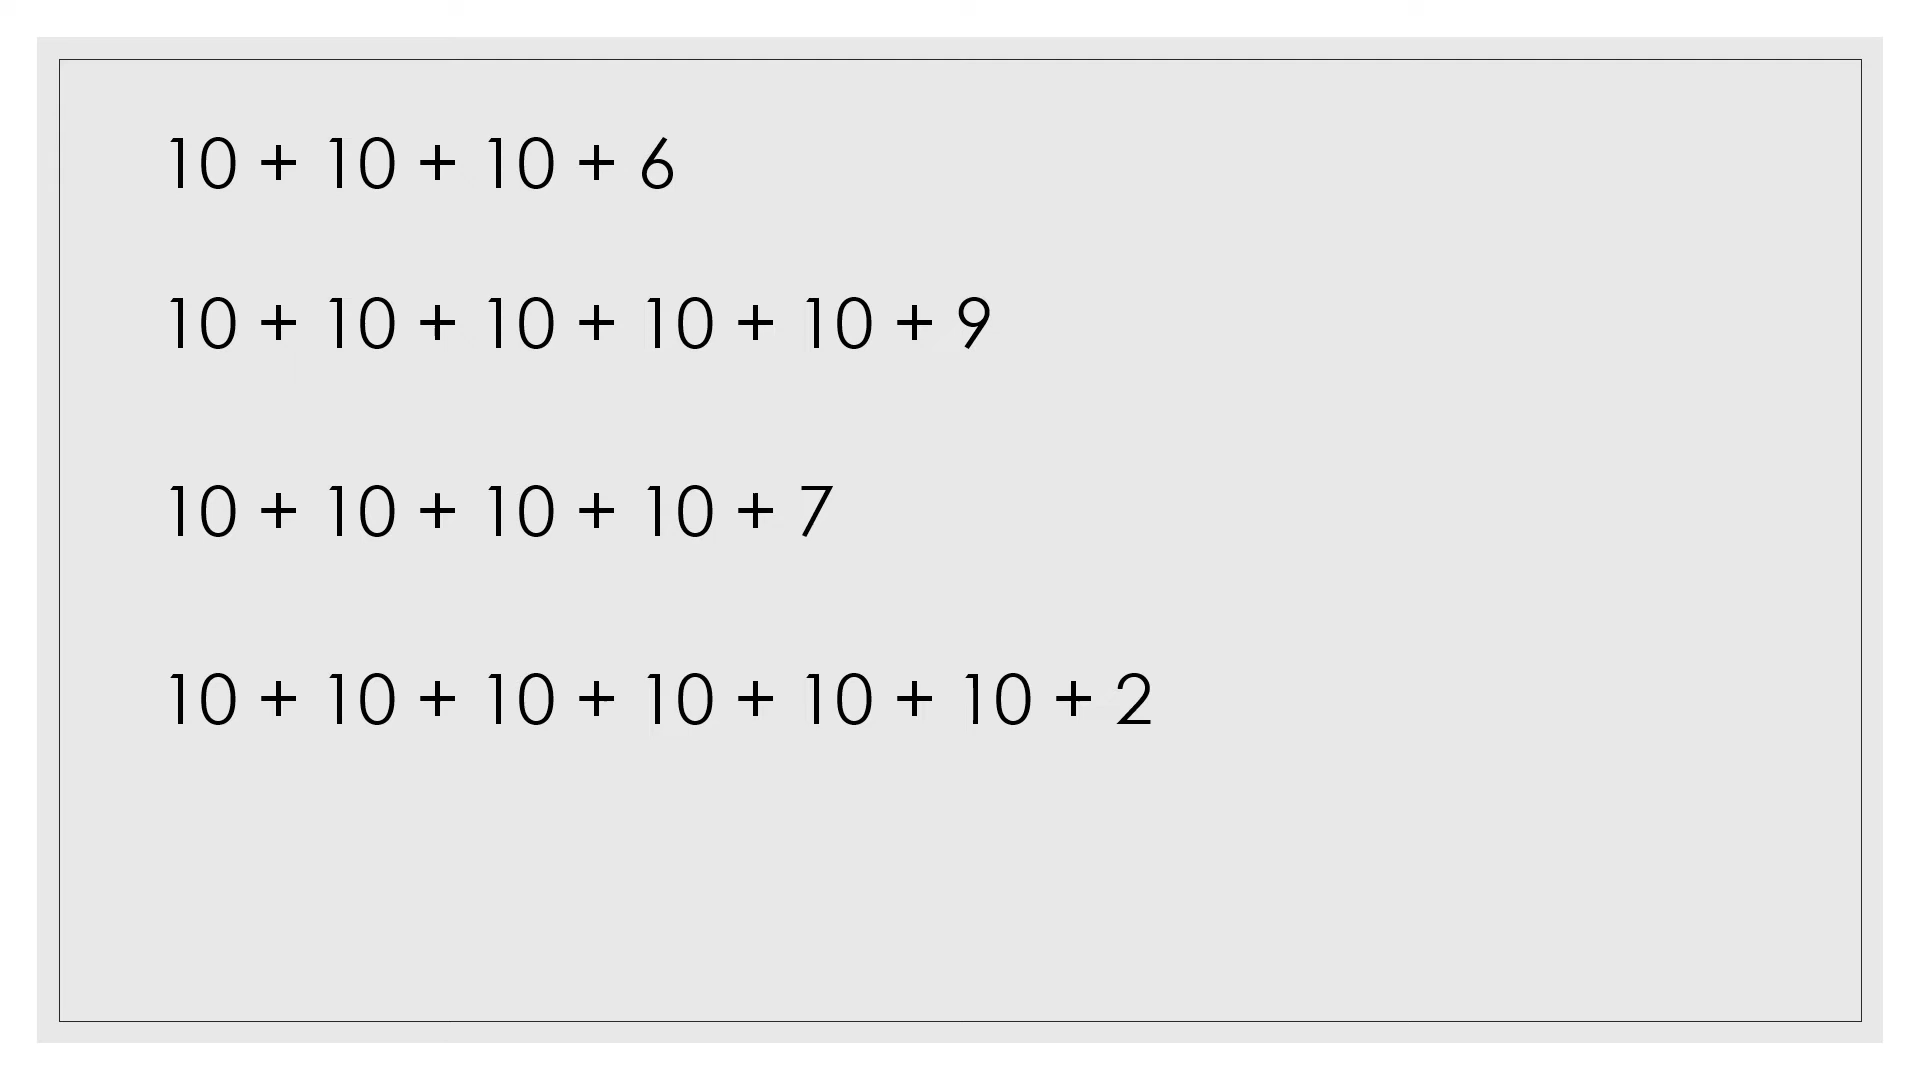 10 + 10 + 10 + 6
10 + 10 + 10 + 10 + 10 + 9
10 + 10 + 10 + 10 + 7
10 + 10 + 10 + 10 + 10 + 10 + 2